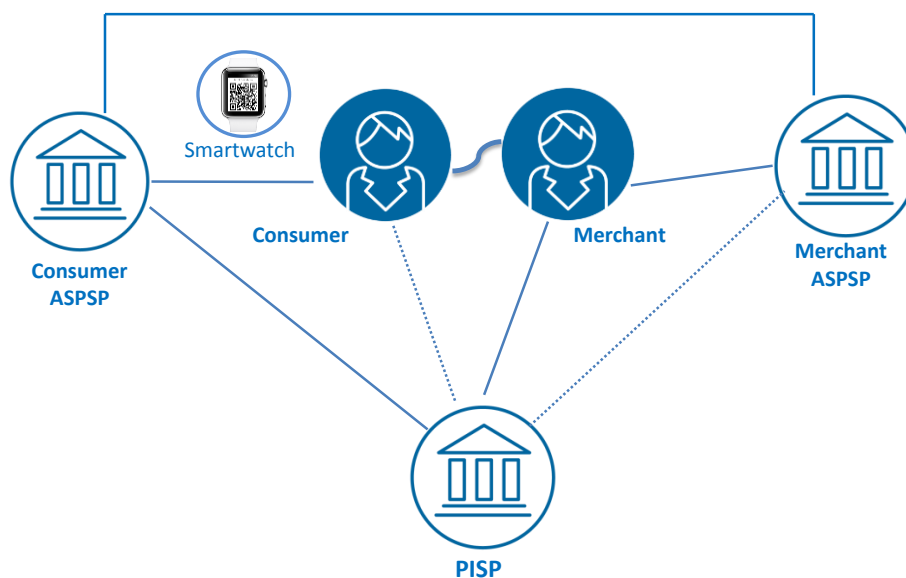 Smartwatch
Consumer
Merchant
Consumer
ASPSP
Merchant
ASPSP
PISP